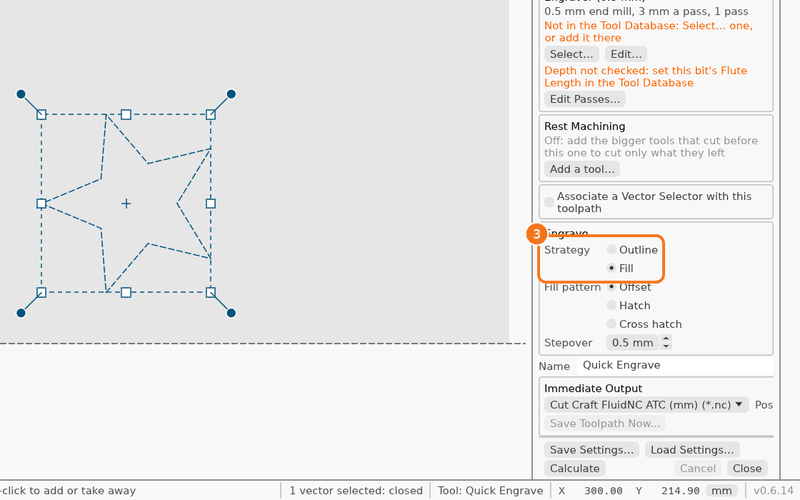 0.5 mm end mill, 3 mm a pass, 1 pass
Not in the Tool Database: Select... one,
or add it there
Select... Edit...
Depth not checked: set this bit's Flute
Length in the Tool Database
Edit Passes...
Rest Machining
Off: add the bigger tools that cut before
this one to cut only what they left
Add a tool...
Associate a Vector Selector with this
toolpath
3 Engrave
Strategy Outline
Fill
Fill pattern Offset
Hatch
Cross hatch
Stepover 0.5 mm
Name Quick Engrave
Immediate Output
Cut Craft FluidNC ATC (mm) (*.nc) Pos
Save Toolpath Now...
Save Settings... Load Settings...
Calculate Cancel Close
-click to add or take away 1 vector selected: closed Tool: Quick Engrave X 300.00 Y 214.90 mm v0.6.14